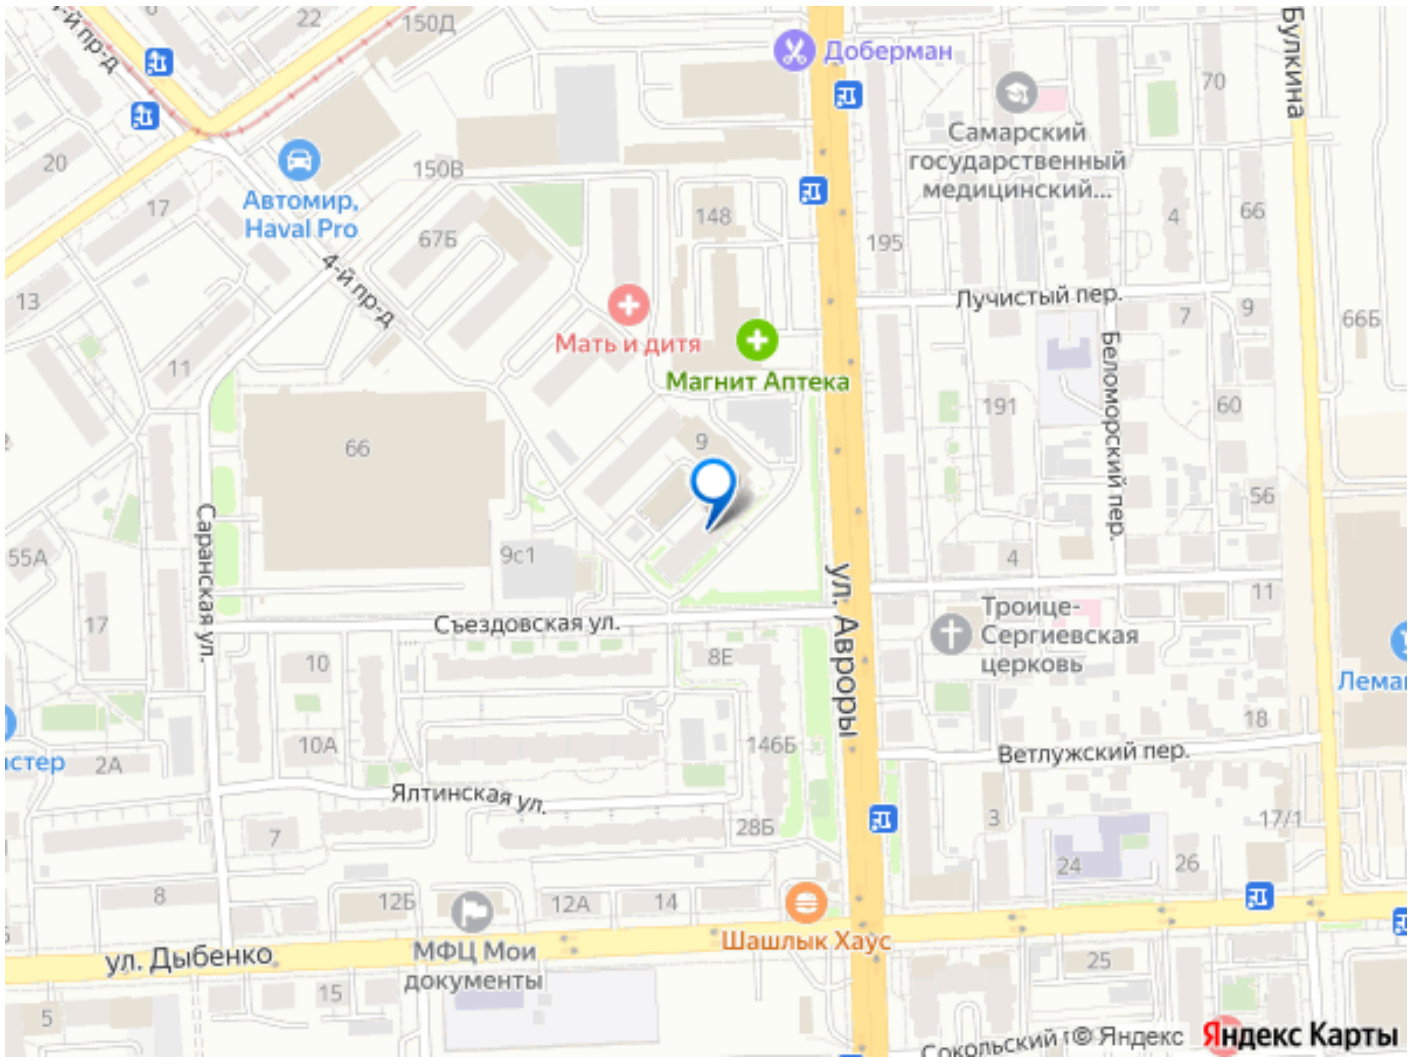 4-й пр-д
22
150Д
Доберман
Булкина
70
Самарский
государственный
медицинский...
20
150В
Автомир,
Haval Pro
17
67Б
148
195
4
66
4-й пр-д
13
Лучистый пер.
7
9
66Б
Мать и дитя
Магнит Аптека
11
Беломорский пер.
191
60
66
9
56
Саранская ул.
55А
9с1
4
11
ул. Авроры
Троице-
Сергиевская
церковь
17
Съездовская ул.
10
8Е
Лема
18
10А
146Б
Ветлужский пер.
стер
2А
Ялтинская ул.
7
28Б
3
17/1
24
26
8
12Б
12А
14
Шашлык Хаус
МФЦ Мои
документы
ул. Дыбенко
25
15
5
Сокольский
© Яндекс
Яндекс Карты